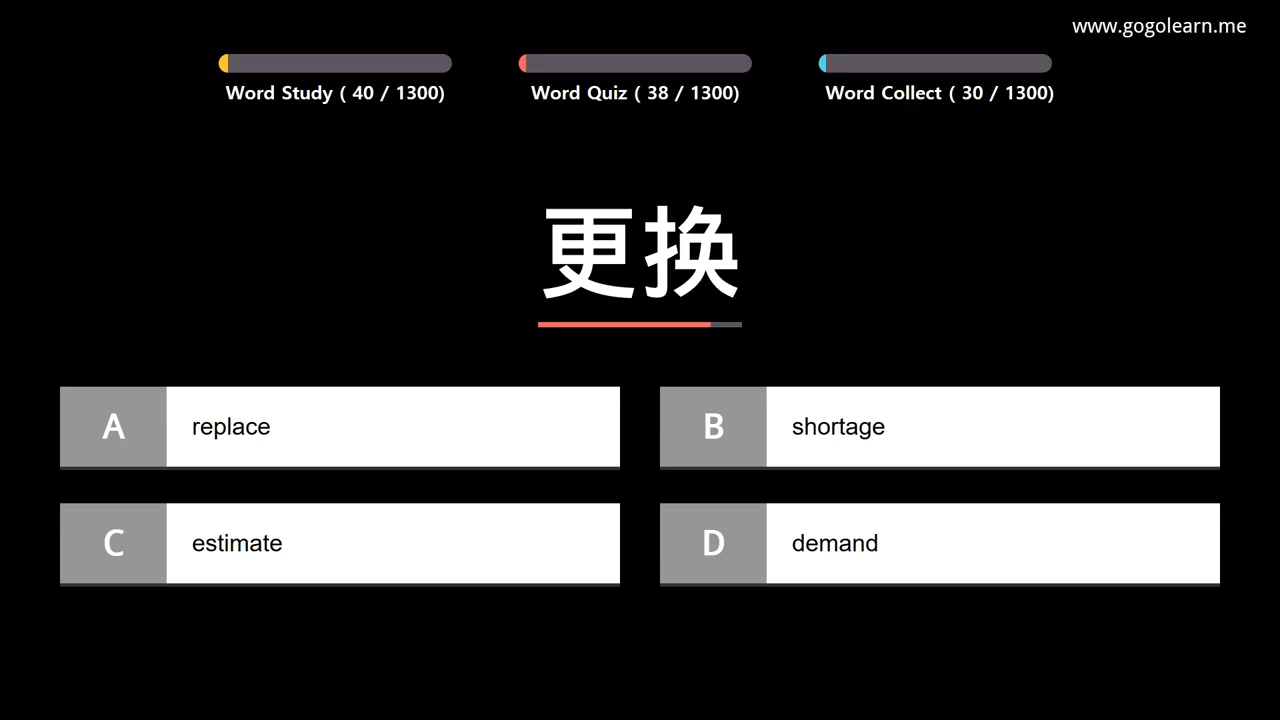 www.gogolearn.me
Word Study ( 40 / 1300)
Word Quiz ( 38 / 1300)
Word Collect ( 30 / 1300)
更换
A replace
B shortage
C estimate
D demand